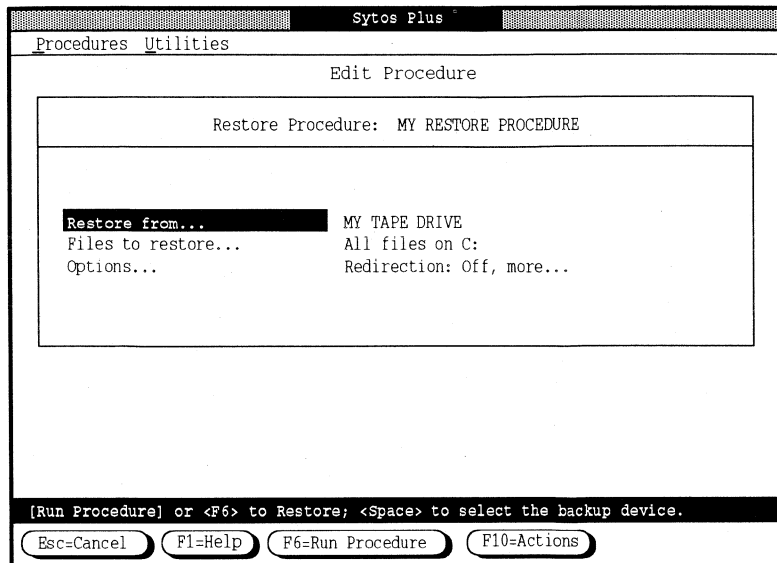 Sytos Plus
Procedures Utilities
Edit Procedure
Restore Procedure: MY RESTORE PROCEDURE
Restore from... MY TAPE DRIVE
Files to restore... All files on C:
Options... Redirection: Off, more...
[Run Procedure] or <F6> to Restore; <Space> to select the backup device.
Esc=Cancel F1=Help F6=Run Procedure F10=Actions